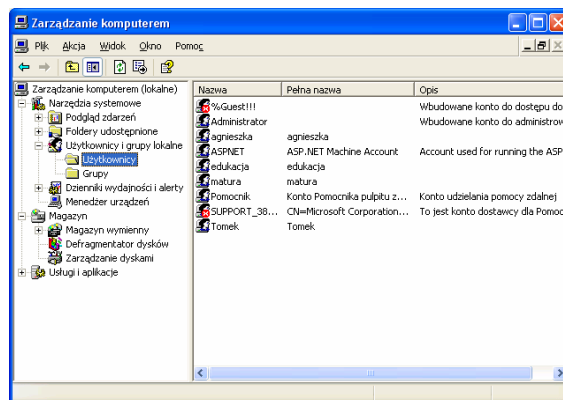 Zarządzanie komputerem
Plik Akcja Widok Okno Pomoc
Zarządzanie komputerem (lokalne)
Narzędzia systemowe
Podgląd zdarzeń
Foldery udostępnione
Użytkownicy i grupy lokalne
Użytkownicy
Grupy
Dzienniki wydajności i alerty
Menedżer urządzeń
Magazyn
Magazyn wymienny
Defragmentator dysków
Zarządzanie dyskami
Usługi i aplikacje
Nazwa Pełna nazwa Opis
%Guest!!! Wbudowane konto do dostępu do
Administrator Wbudowane konto do administrow
agnieszka agnieszka
ASPNET ASP.NET Machine Account Account used for running the ASP
edukacja edukacja
matura matura
Pomocnik Konto Pomocnika pulpitu z... Konto udzielania pomocy zdalnej
SUPPORT_38... CN=Microsoft Corporation... To jest konto dostawcy dla Pomoc
Tomek Tomek